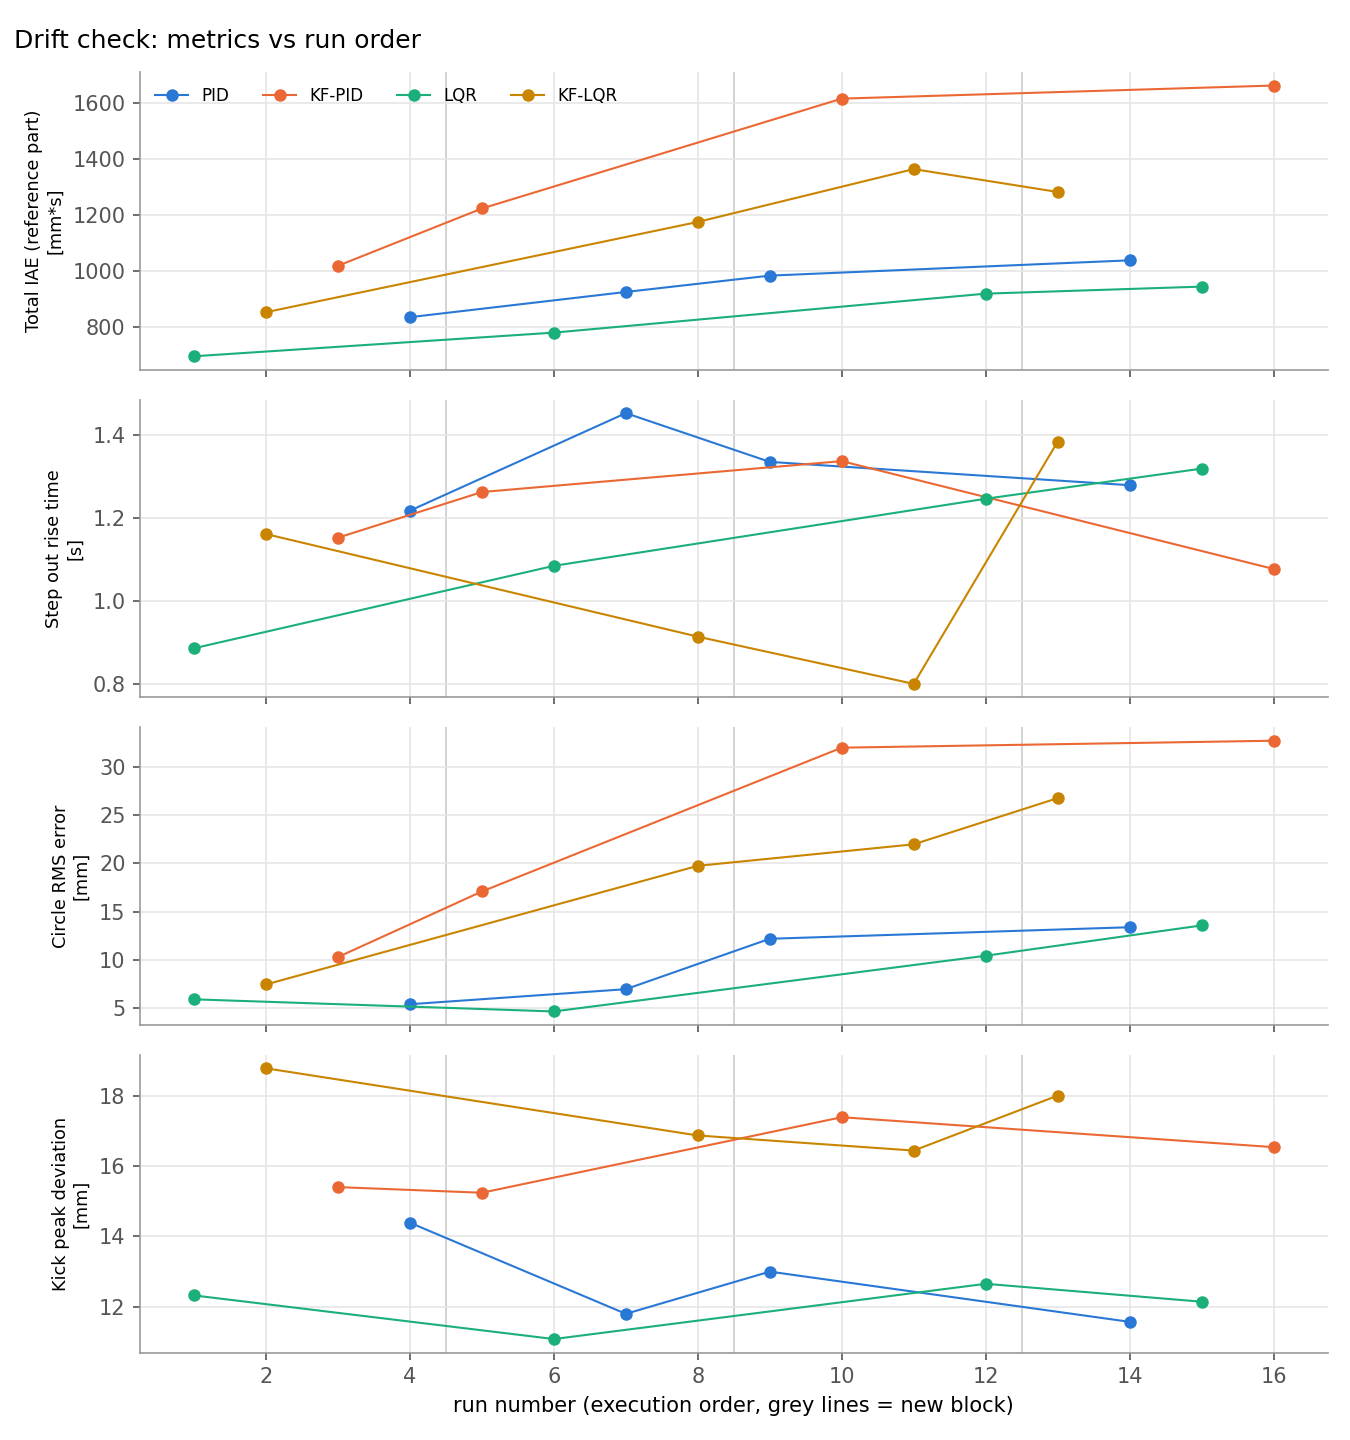 Drift check: metrics vs run order
PID
KF-PID
LQR
KF-LQR
Total IAE (reference part)
[mm*s]
1600
1400
1200
1000
800
Step out rise time
[s]
1.4
1.2
1.0
0.8
Circle RMS error
[mm]
30
25
20
15
10
5
Kick peak deviation
[mm]
18
16
14
12
2 4 6 8 10 12 14 16
run number (execution order, grey lines = new block)